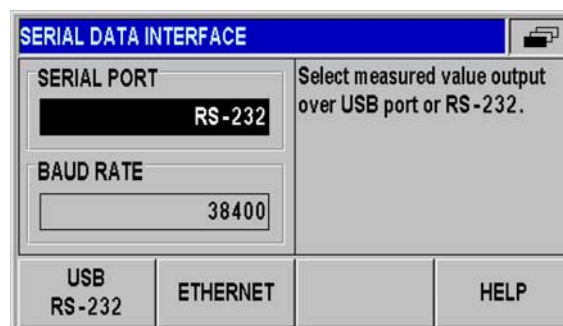 SERIAL DATA INTERFACE
SERIAL PORT
RS-232
BAUD RATE
38400
Select measured value output
over USB port or RS-232.
USB
RS-232
ETHERNET
HELP